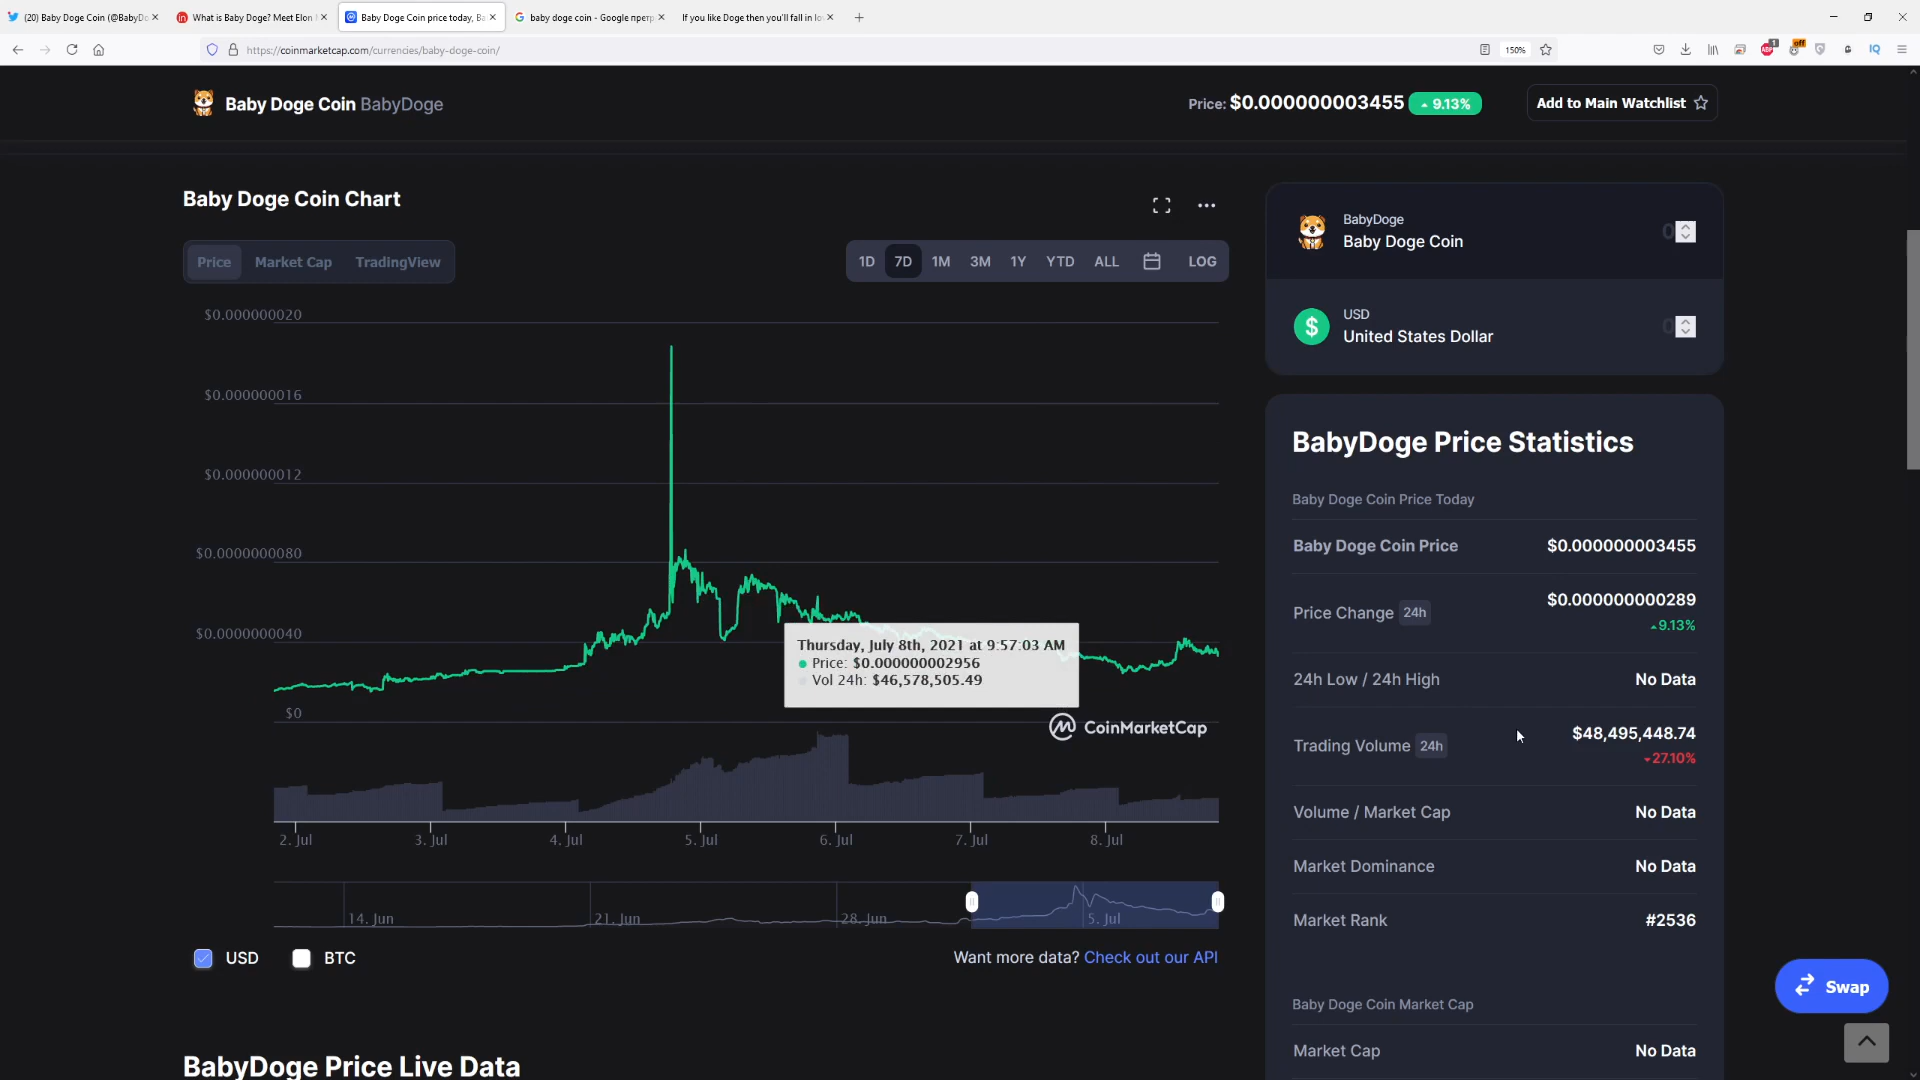 (20) Baby Doge Coin (@BabyDo
What is Baby Doge? Meet Elon
Baby Doge Coin price today, Ba
baby doge coin - Google претр
If you like Doge then you'll fall in lo
https://coinmarketcap.com/currencies/baby-doge-coin/
150%
ABP
1
off
IQ
Baby Doge Coin BabyDoge
Price: $0.000000003455 9.13%
Add to Main Watchlist
Baby Doge Coin Chart
Price Market Cap TradingView
1D 7D 1M 3M 1Y YTD ALL LOG
$0.000000020
$0.000000016
$0.000000012
$0.0000000080
$0.0000000040
$0
Thursday, July 8th, 2021 at 9:57:03 AM
Price: $0.000000002956
Vol 24h: $46,578,505.49
CoinMarketCap
2. Jul 3. Jul 4. Jul 5. Jul 6. Jul 7. Jul 8. Jul
14. Jun 21. Jun 28. Jun 5. Jul
USD BTC
Want more data? Check out our API
BabyDoge Price Live Data
BabyDoge
Baby Doge Coin
0
USD
$ United States Dollar
0
BabyDoge Price Statistics
Baby Doge Coin Price Today
Baby Doge Coin Price $0.000000003455
Price Change 24h $0.000000000289
9.13%
24h Low / 24h High No Data
Trading Volume 24h $48,495,448.74
27.10%
Volume / Market Cap No Data
Market Dominance No Data
Market Rank #2536
Baby Doge Coin Market Cap
Market Cap No Data
Swap